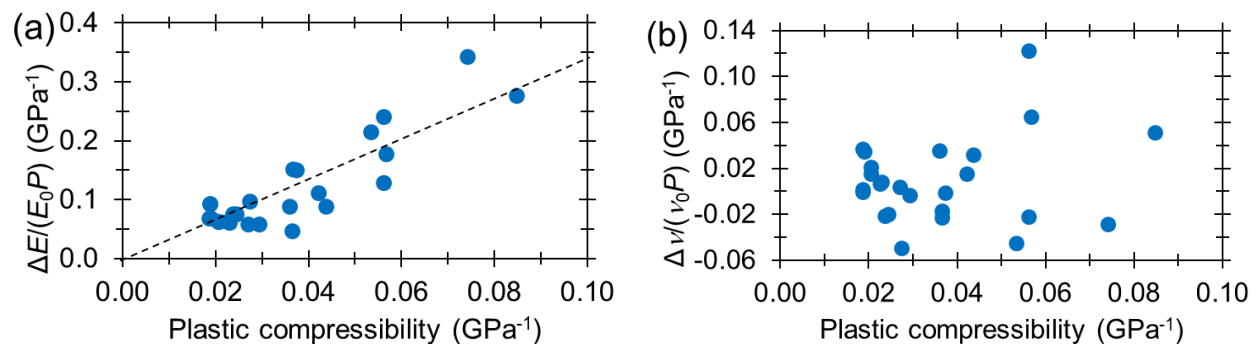 (a)
ΔE/(E₀P) (GPa⁻¹)
0.4
0.3
0.2
0.1
0.0
0.00 0.02 0.04 0.06 0.08 0.10
Plastic compressibility (GPa⁻¹)
(b)
Δν/(ν₀P) (GPa⁻¹)
0.14
0.10
0.06
0.02
-0.02
-0.06
0.00 0.02 0.04 0.06 0.08 0.10
Plastic compressibility (GPa⁻¹)